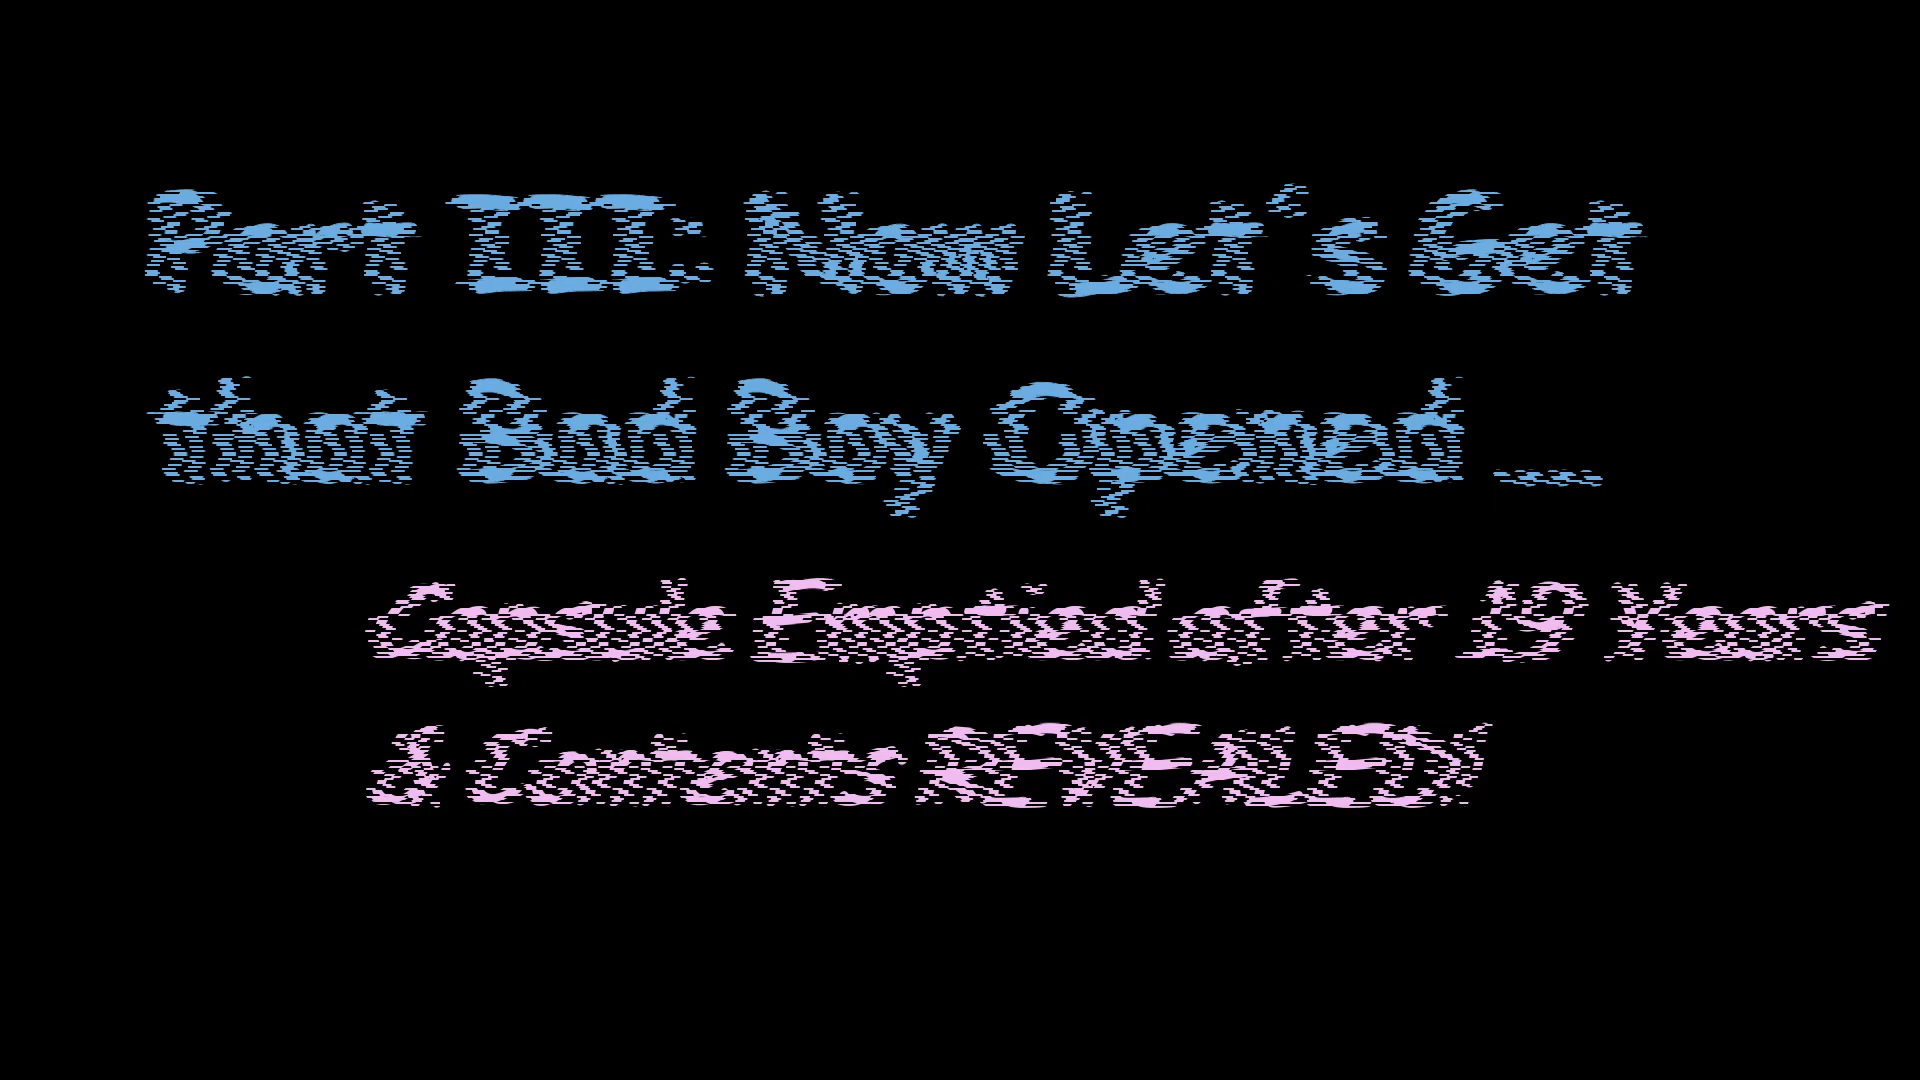 Part III: Now Let's Get
that Bad Boy Opened ...
Capsule Emptied after 19 Years
& Contents REVEALED!